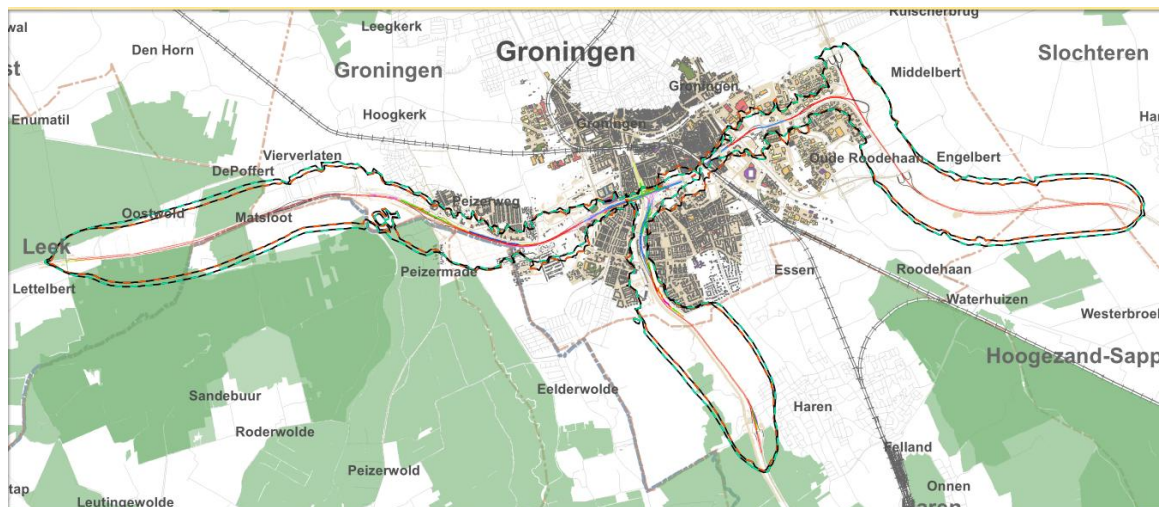 Ruischerbrug
wal
Leegkerk
Den Horn
Groningen
Slochteren
st
Groningen
Middelbert
Groningen
Enumatil
Hoogkerk
Groningen
Har
Vierverlaten
Engelbert
DePoffert
Oude Roodehaan
Peizerweg
Oostwold
Matsloot
Leek
Peizermade
Essen
Roodehaan
Lettelbert
Waterhuizen
Westerbroek
Hoogezand-Sapp
Eelderwolde
Sandebuur
Haren
Roderwolde
Felland
Peizerwold
tap
Onnen
Leutingewolde
Haren